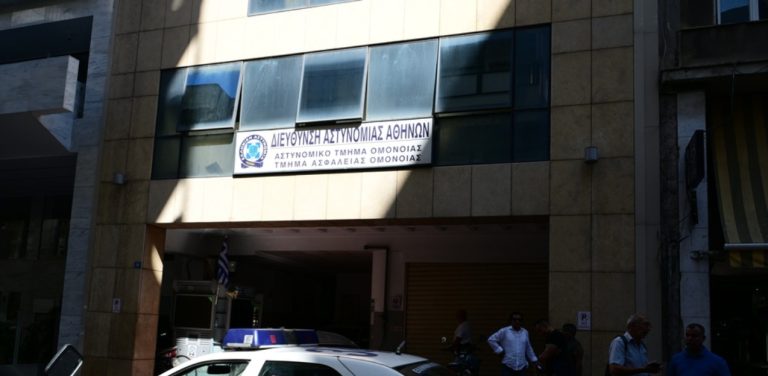 ΔΙΕΥΘΥΝΣΗ ΑΣΤΥΝΟΜΙΑΣ ΑΘΗΝΩΝ
ΑΣΤΥΝΟΜΙΚΟ ΤΜΗΜΑ ΟΜΟΝΟΙΑΣ
ΤΜΗΜΑ ΑΣΦΑΛΕΙΑΣ ΟΜΟΝΟΙΑΣ